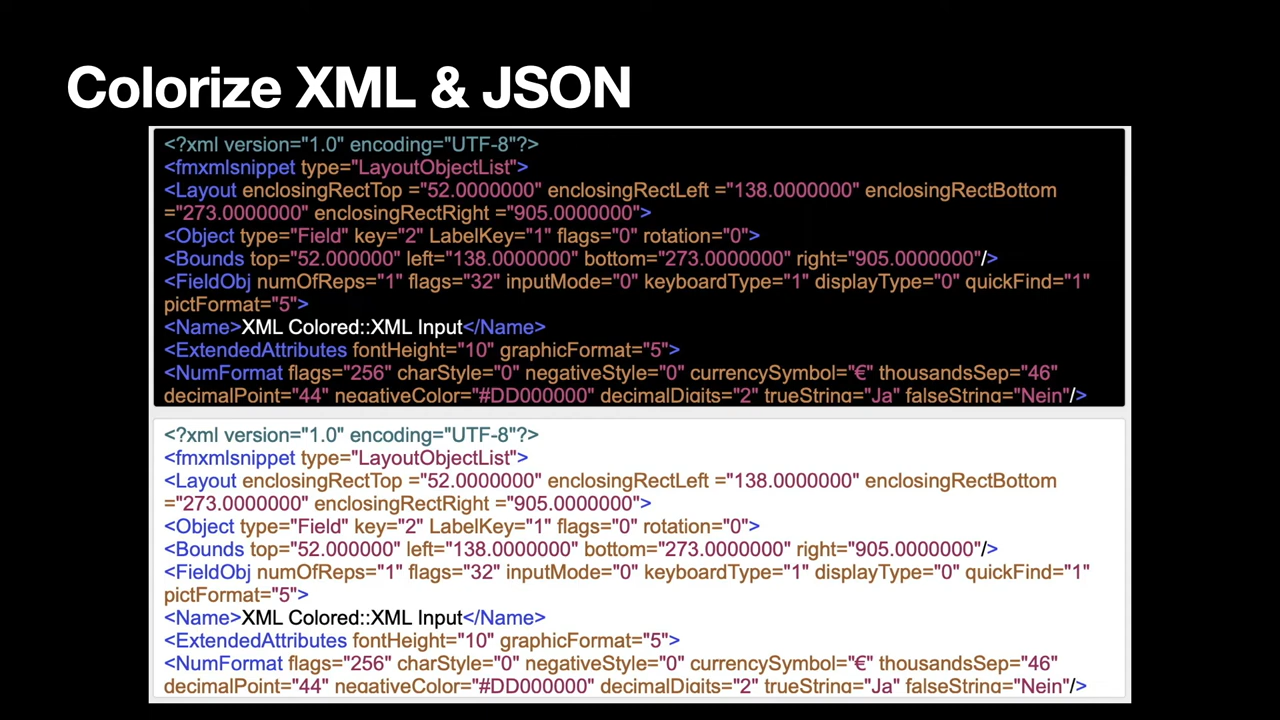 Colorize XML & JSON
<?xml version="1.0" encoding="UTF-8"?>
<fmxmlsnippet type="LayoutObjectList">
<Layout enclosingRectTop ="52.0000000" enclosingRectLeft ="138.0000000" enclosingRectBottom
="273.0000000" enclosingRectRight ="905.0000000">
<Object type="Field" key="2" LabelKey="1" flags="0" rotation="0">
<Bounds top="52.000000" left="138.0000000" bottom="273.0000000" right="905.0000000"/>
<FieldObj numOfReps="1" flags="32" inputMode="0" keyboardType="1" displayType="0" quickFind="1"
pictFormat="5">
<Name>XML Colored::XML Input</Name>
<ExtendedAttributes fontHeight="10" graphicFormat="5">
<NumFormat flags="256" charStyle="0" negativeStyle="0" currencySymbol="€" thousandsSep="46"
decimalPoint="44" negativeColor="#DD000000" decimalDigits="2" trueString="Ja" falseString="Nein"/>
<?xml version="1.0" encoding="UTF-8"?>
<fmxmlsnippet type="LayoutObjectList">
<Layout enclosingRectTop ="52.0000000" enclosingRectLeft ="138.0000000" enclosingRectBottom
="273.0000000" enclosingRectRight ="905.0000000">
<Object type="Field" key="2" LabelKey="1" flags="0" rotation="0">
<Bounds top="52.000000" left="138.0000000" bottom="273.0000000" right="905.0000000"/>
<FieldObj numOfReps="1" flags="32" inputMode="0" keyboardType="1" displayType="0" quickFind="1"
pictFormat="5">
<Name>XML Colored::XML Input</Name>
<ExtendedAttributes fontHeight="10" graphicFormat="5">
<NumFormat flags="256" charStyle="0" negativeStyle="0" currencySymbol="€" thousandsSep="46"
decimalPoint="44" negativeColor="#DD000000" decimalDigits="2" trueString="Ja" falseString="Nein"/>